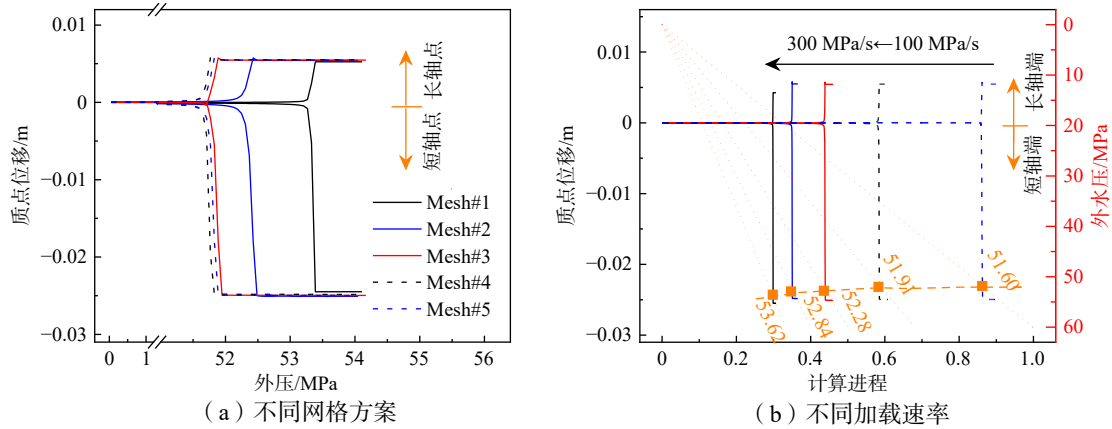 0.01
0
−0.01
−0.02
−0.03
质点位移/m
长轴点
短轴点
Mesh#1
Mesh#2
Mesh#3
Mesh#4
Mesh#5
0
1
52
53
54
55
56
外压/MPa
（a）不同网格方案
0.01
0
−0.01
−0.02
−0.03
质点位移/m
300 MPa/s←100 MPa/s
长轴端
短轴端
53.62
52.84
52.28
51.91
51.60
0
10
20
30
40
50
60
外水压/MPa
0
0.2
0.4
0.6
0.8
1.0
计算进程
（b）不同加载速率